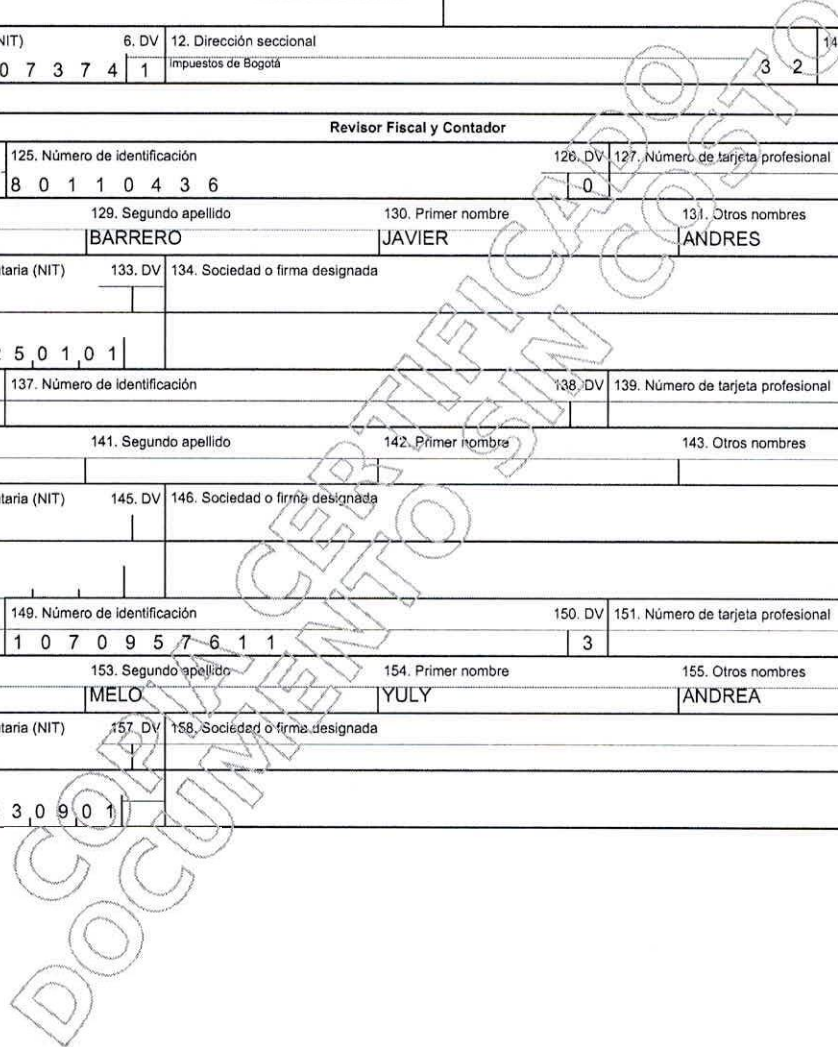 NIT) 6. DV 12. Dirección seccional 14
0 7 3 7 4 1 Impuestos de Bogotá 3 2
Revisor Fiscal y Contador
125. Número de identificación 126. DV 127. Número de tarjeta profesional
8 0 1 1 0 4 3 6 0
129. Segundo apellido 130. Primer nombre 131. Otros nombres
BARRERO JAVIER ANDRES
taria (NIT) 133. DV 134. Sociedad o firma designada
5 0 1 0 1
137. Número de identificación 138. DV 139. Número de tarjeta profesional
141. Segundo apellido 142. Primer nombre 143. Otros nombres
taria (NIT) 145. DV 146. Sociedad o firma designada
149. Número de identificación 150. DV 151. Número de tarjeta profesional
1 0 7 0 9 5 7 6 1 1 3
153. Segundo apellido 154. Primer nombre 155. Otros nombres
MELO YULY ANDREA
taria (NIT) 157. DV 158. Sociedad o firma designada
3 0 9 0 1
COPIA CERTIFICADO
DOCUMENTO SIN COSTO